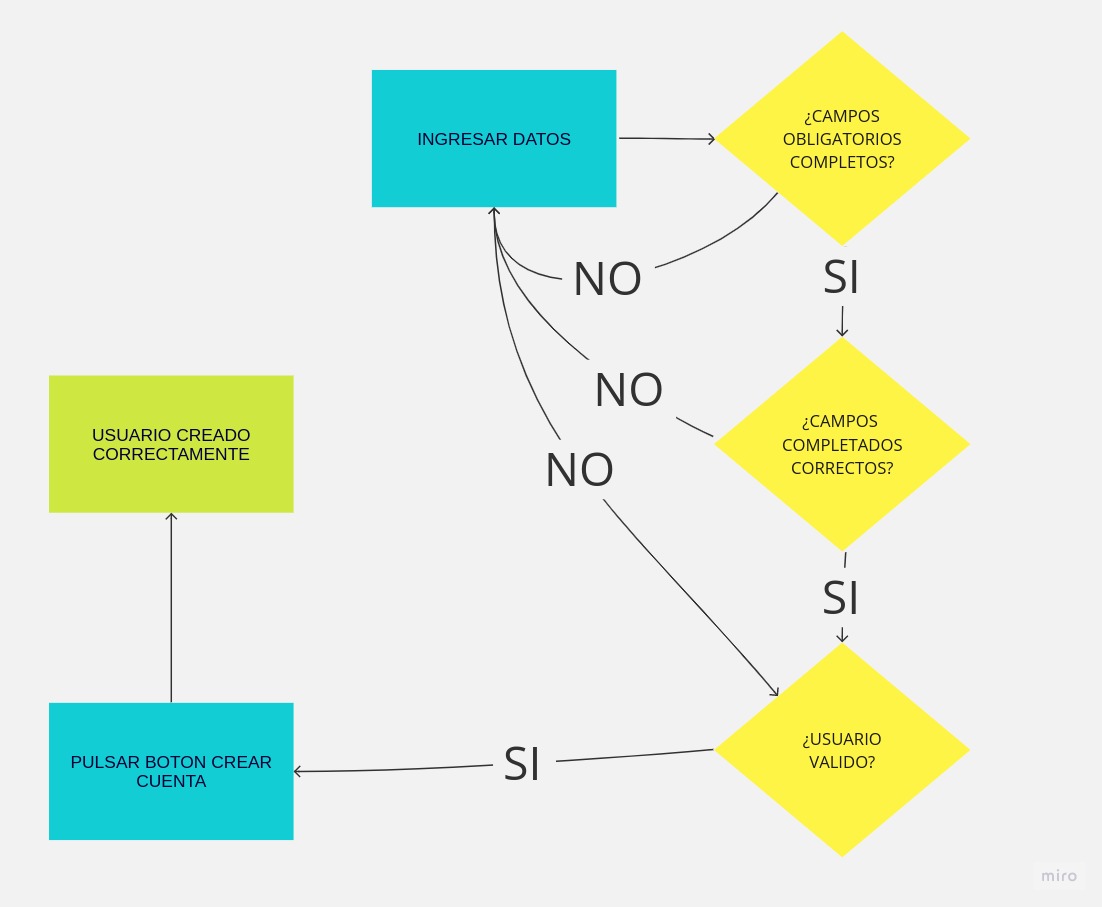 INGRESAR DATOS
¿CAMPOS
OBLIGATORIOS
COMPLETOS?
NO
SI
NO
¿CAMPOS
COMPLETADOS
CORRECTOS?
USUARIO CREADO
CORRECTAMENTE
NO
SI
¿USUARIO
VALIDO?
SI
PULSAR BOTON CREAR
CUENTA
miro